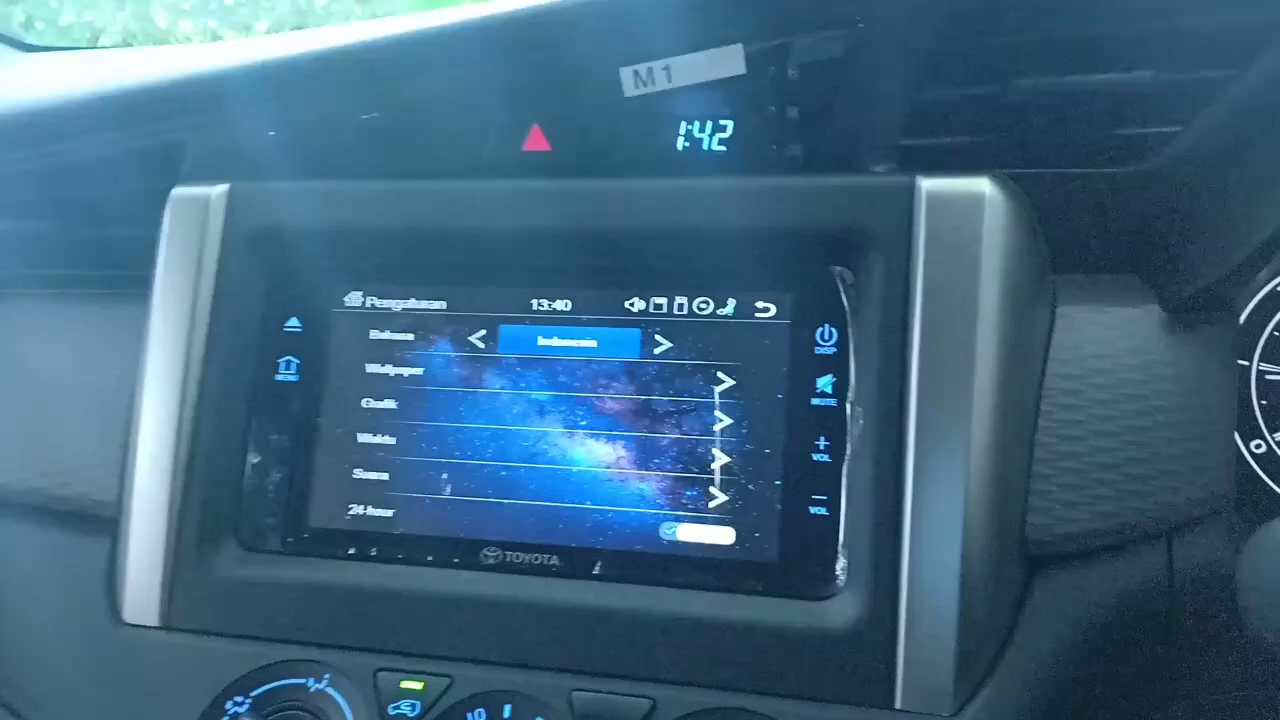 M 1
1:42
Pengaturan 13:40
Bahasa Indonesia
Wallpaper
Grafik
Waktu
Suara
24-hour
MENU
DISP
MUTE
+
VOL
−
VOL
TOYOTA